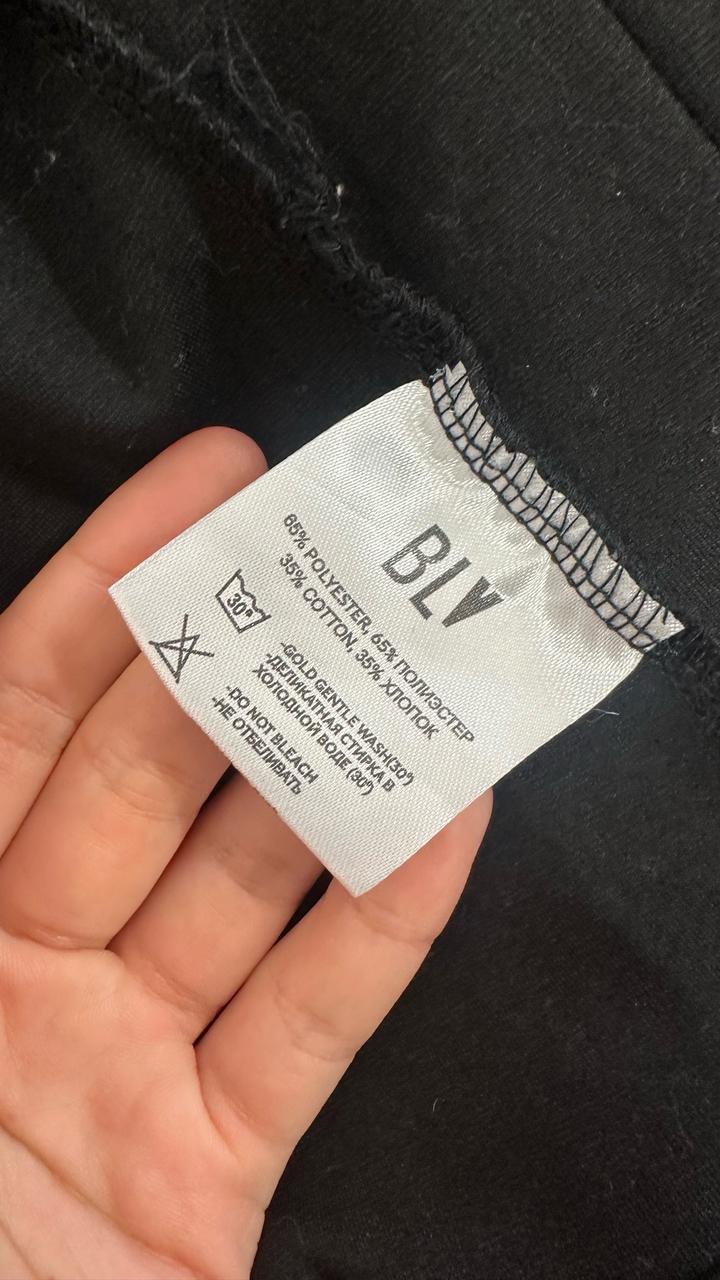 BLV
65% POLYESTER, 65% ПОЛИЭСТЕР
35% COTTON, 35% ХЛОПОК
30°
-GOLD GENTLE WASH(30°)
-ДЕЛИКАТНАЯ СТИРКА В
ХОЛОДНОЙ ВОДЕ (30°)
-DO NOT BLEACH
-НЕ ОТБЕЛИВАТЬ